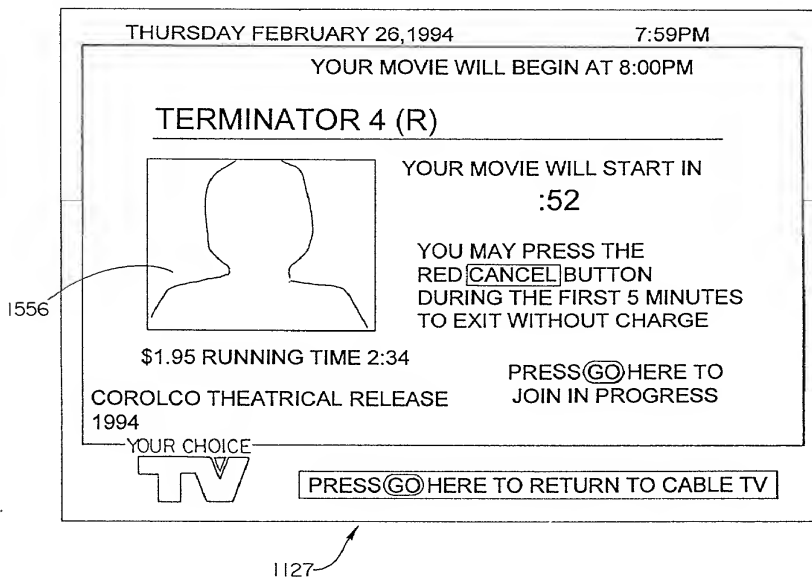 THURSDAY FEBRUARY 26,1994 7:59PM
YOUR MOVIE WILL BEGIN AT 8:00PM
TERMINATOR 4 (R)
YOUR MOVIE WILL START IN
:52
YOU MAY PRESS THE
RED CANCEL BUTTON
DURING THE FIRST 5 MINUTES
TO EXIT WITHOUT CHARGE
1556
$1.95 RUNNING TIME 2:34
PRESS GO HERE TO
JOIN IN PROGRESS
COROLCO THEATRICAL RELEASE
1994
YOUR CHOICE
TV
PRESS GO HERE TO RETURN TO CABLE TV
1127